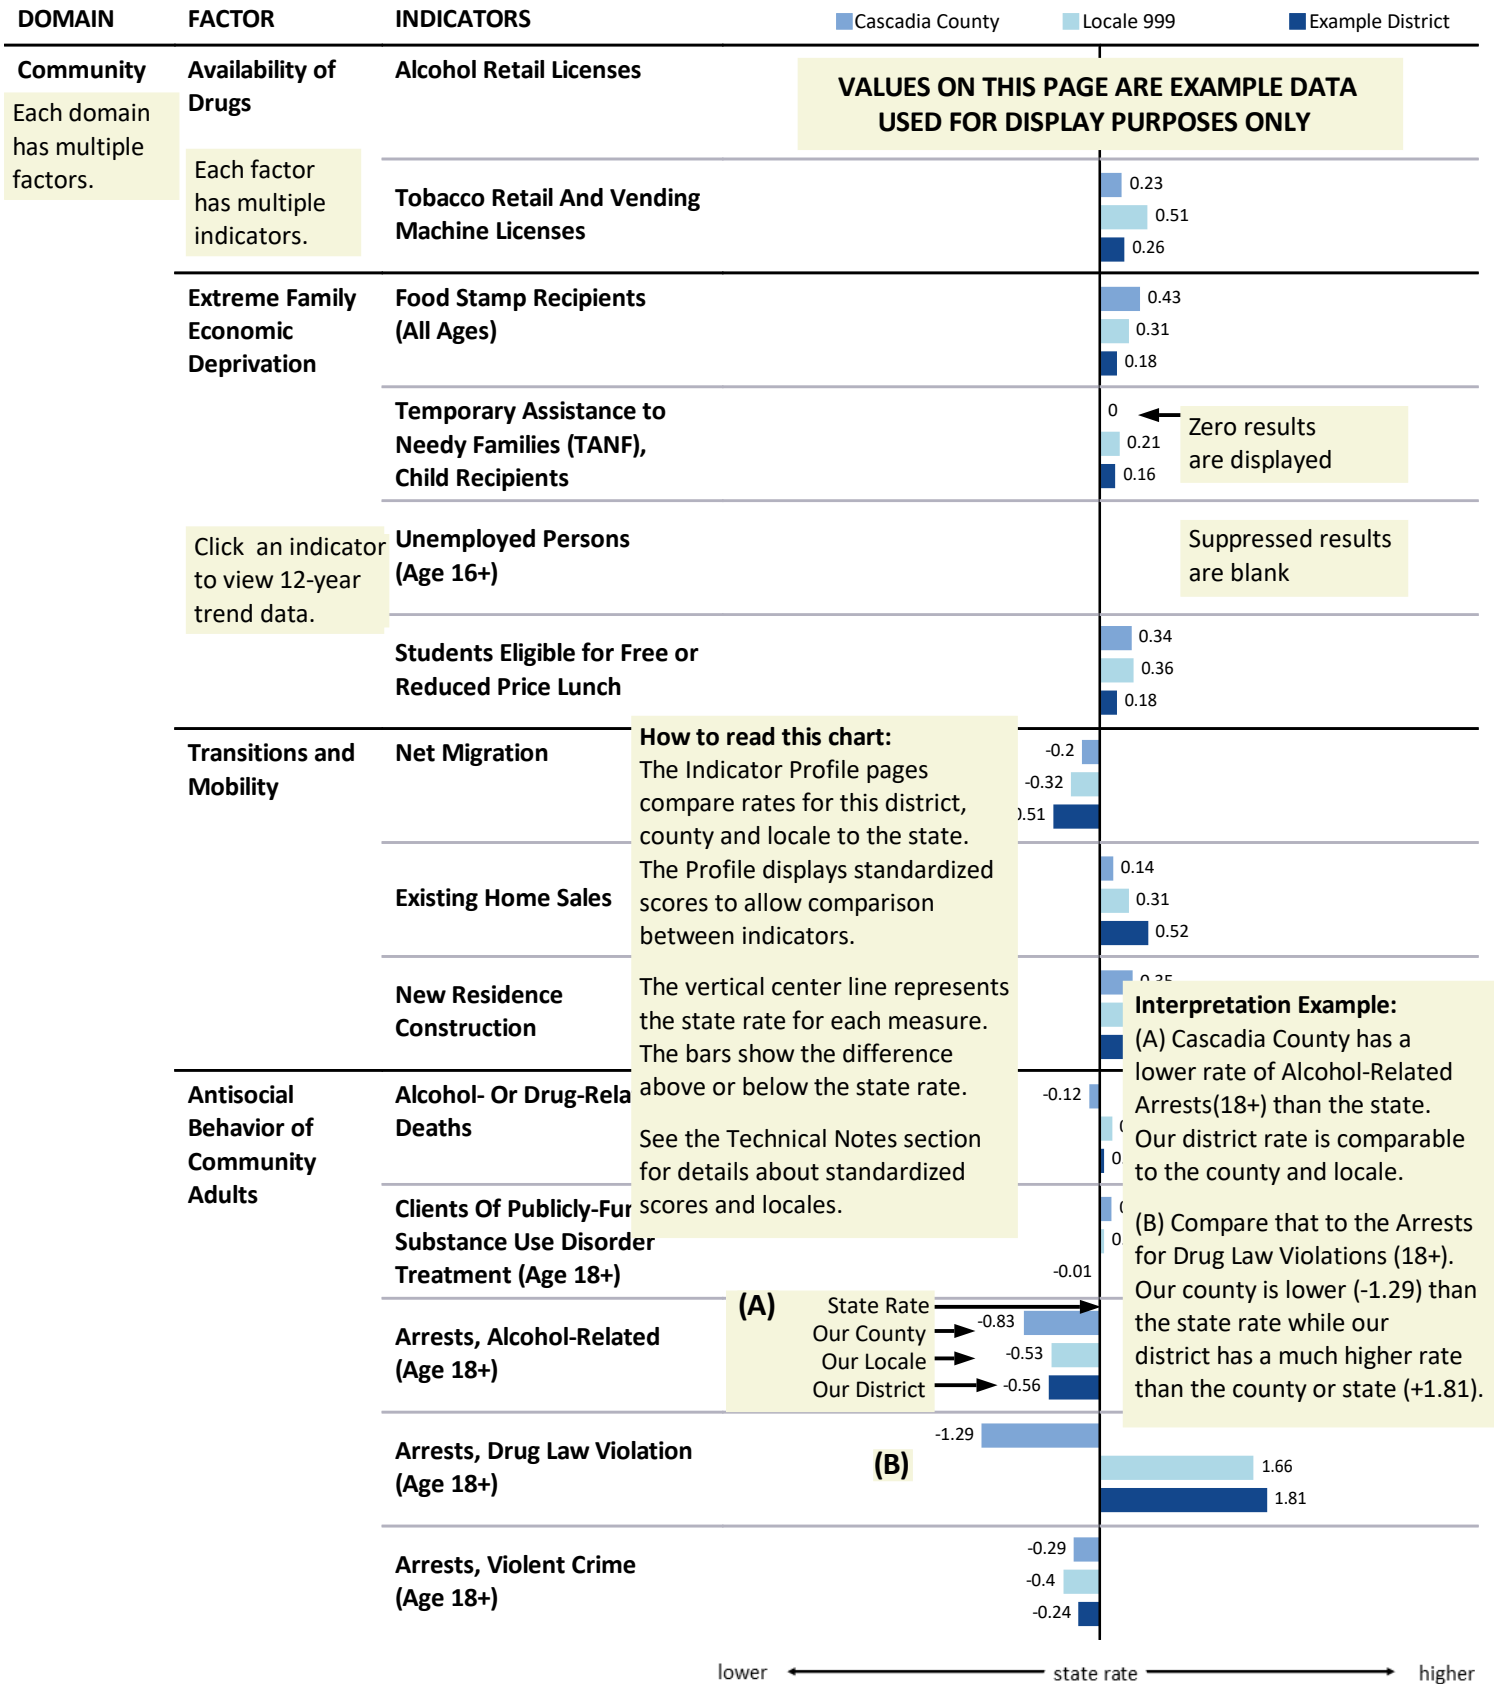 DOMAIN FACTOR INDICATORS Cascadia County Locale 999 Example District
Community
Each domain
has multiple
factors.
Availability of
Drugs
Each factor
has multiple
indicators.
Alcohol Retail Licenses
VALUES ON THIS PAGE ARE EXAMPLE DATA
USED FOR DISPLAY PURPOSES ONLY
Tobacco Retail And Vending
Machine Licenses
0.23
0.51
0.26
Extreme Family
Economic
Deprivation
Food Stamp Recipients
(All Ages)
0.43
0.31
0.18
Temporary Assistance to
Needy Families (TANF),
Child Recipients
0
0.21
0.16
Zero results
are displayed
Click an indicator
to view 12-year
trend data.
Unemployed Persons
(Age 16+)
Suppressed results
are blank
Students Eligible for Free or
Reduced Price Lunch
0.34
0.36
0.18
Transitions and
Mobility
Net Migration
-0.2
-0.32
.51
How to read this chart:
The Indicator Profile pages
compare rates for this district,
county and locale to the state.
The Profile displays standardized
scores to allow comparison
between indicators.
The vertical center line represents
the state rate for each measure.
The bars show the difference
above or below the state rate.
See the Technical Notes section
for details about standardized
scores and locales.
Existing Home Sales
0.14
0.31
0.52
New Residence
Construction
Interpretation Example:
(A) Cascadia County has a
lower rate of Alcohol-Related
Arrests(18+) than the state.
Our district rate is comparable
to the county and locale.
(B) Compare that to the Arrests
for Drug Law Violations (18+).
Our county is lower (-1.29) than
the state rate while our
district has a much higher rate
than the county or state (+1.81).
Antisocial
Behavior of
Community
Adults
Alcohol- Or Drug-Rela
Deaths
-0.12
0.
Clients Of Publicly-Fur
Substance Use Disorder
Treatment (Age 18+)
0.
-0.01
Arrests, Alcohol-Related
(Age 18+)
(A) State Rate
Our County -0.83
Our Locale -0.53
Our District -0.56
Arrests, Drug Law Violation
(Age 18+)
(B)
-1.29
1.66
1.81
Arrests, Violent Crime
(Age 18+)
-0.29
-0.4
-0.24
lower state rate higher